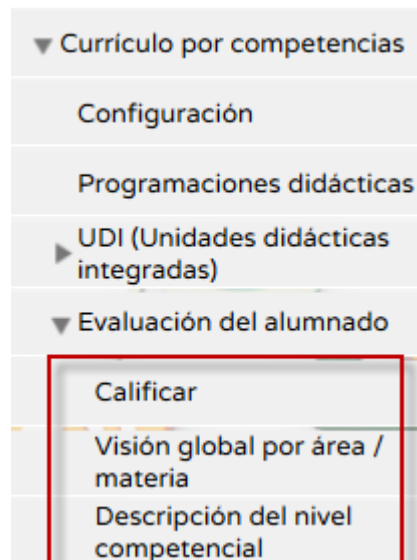 Currículo por competencias
Configuración
Programaciones didácticas
UDI (Unidades didácticas
integradas)
Evaluación del alumnado
Calificar
Visión global por área /
materia
Descripción del nivel
competencial